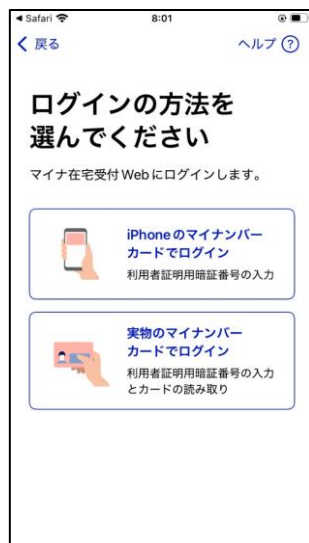 Safari 8:01
戻る ヘルプ ?
ログインの方法を
選んでください
マイナ在宅受付Webにログインします。
iPhoneのマイナンバー
カードでログイン
利用者証明用暗証番号の入力
実物のマイナンバー
カードでログイン
利用者証明用暗証番号の入力
とカードの読み取り